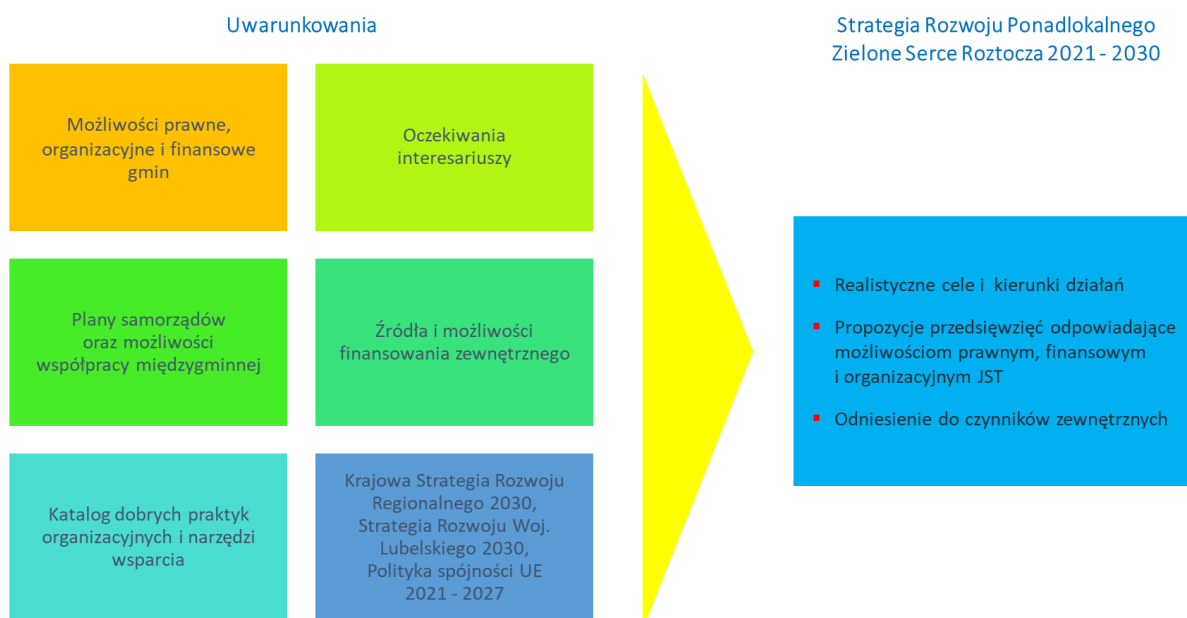 Uwarunkowania
Możliwości prawne,
organizacyjne i finansowe
gmin
Oczekiwania
interesariuszy
Plany samorządów
oraz możliwości
współpracy międzygminnej
Źródła i możliwości
finansowania zewnętrznego
Katalog dobrych praktyk
organizacyjnych i narzędzi
wsparcia
Krajowa Strategia Rozwoju
Regionalnego 2030,
Strategia Rozwoju Woj.
Lubelskiego 2030,
Polityka spójności UE
2021 - 2027
Strategia Rozwoju Ponadlokalnego
Zielone Serce Roztocza 2021 - 2030
▪ Realistyczne cele i kierunki działań
▪ Propozycje przedsięwzięć odpowiadające
możliwościom prawnym, finansowym
i organizacyjnym JST
▪ Odniesienie do czynników zewnętrznych